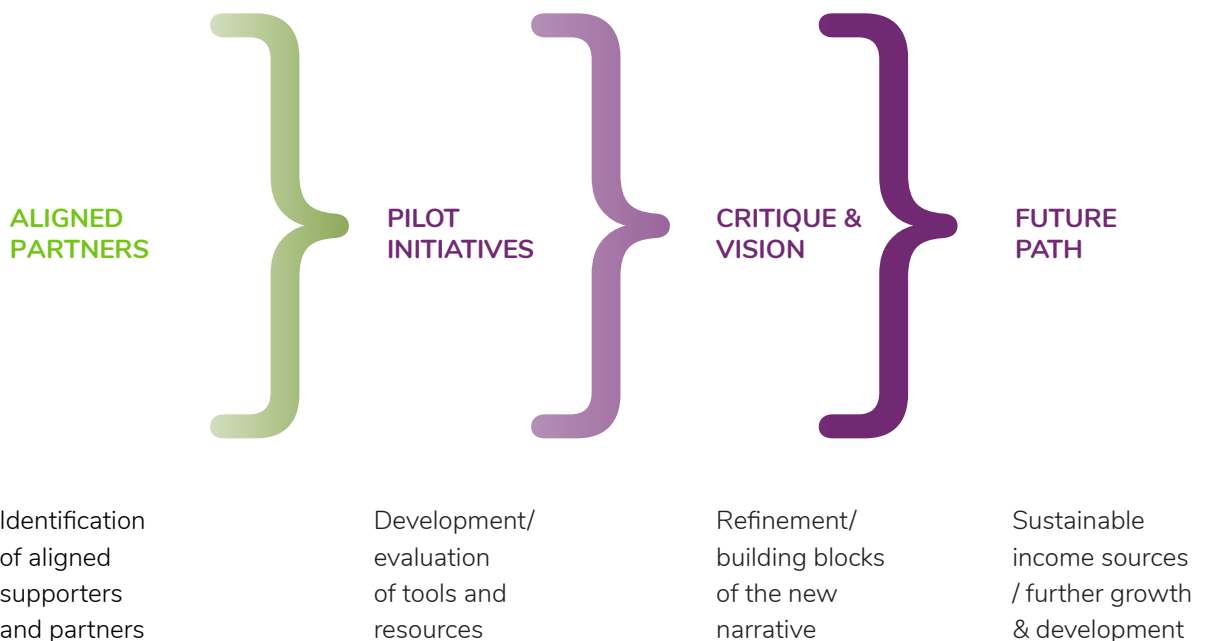 ALIGNED
PARTNERS
PILOT
INITIATIVES
CRITIQUE &
VISION
FUTURE
PATH
Identification
of aligned
supporters
and partners
Development/
evaluation
of tools and
resources
Refinement/
building blocks
of the new
narrative
Sustainable
income sources
/ further growth
& development